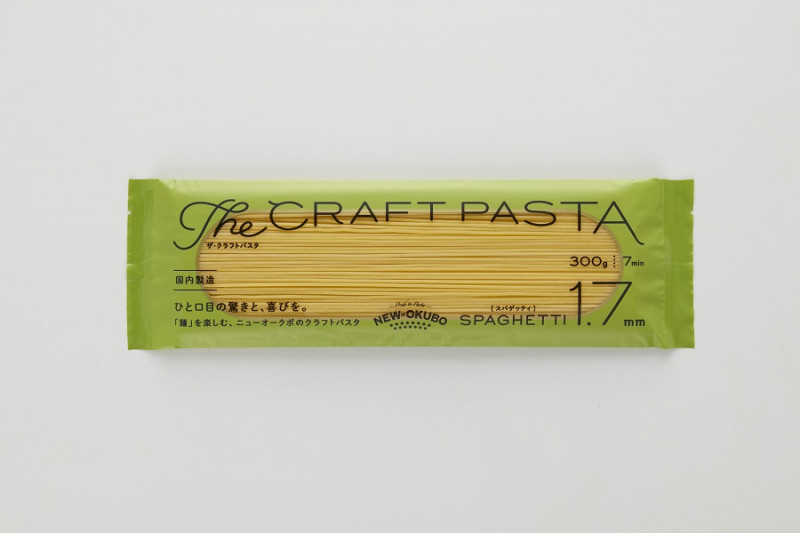 The CRAFT PASTA
ザ・クラフトパスタ
300g 7min
国内製造
ひと口目の驚きと、喜びを。
「麺」を楽しむ、ニューオークボのクラフトパスタ
NEW-OKUBO
[スパゲッティ]
SPAGHETTI 1.7mm